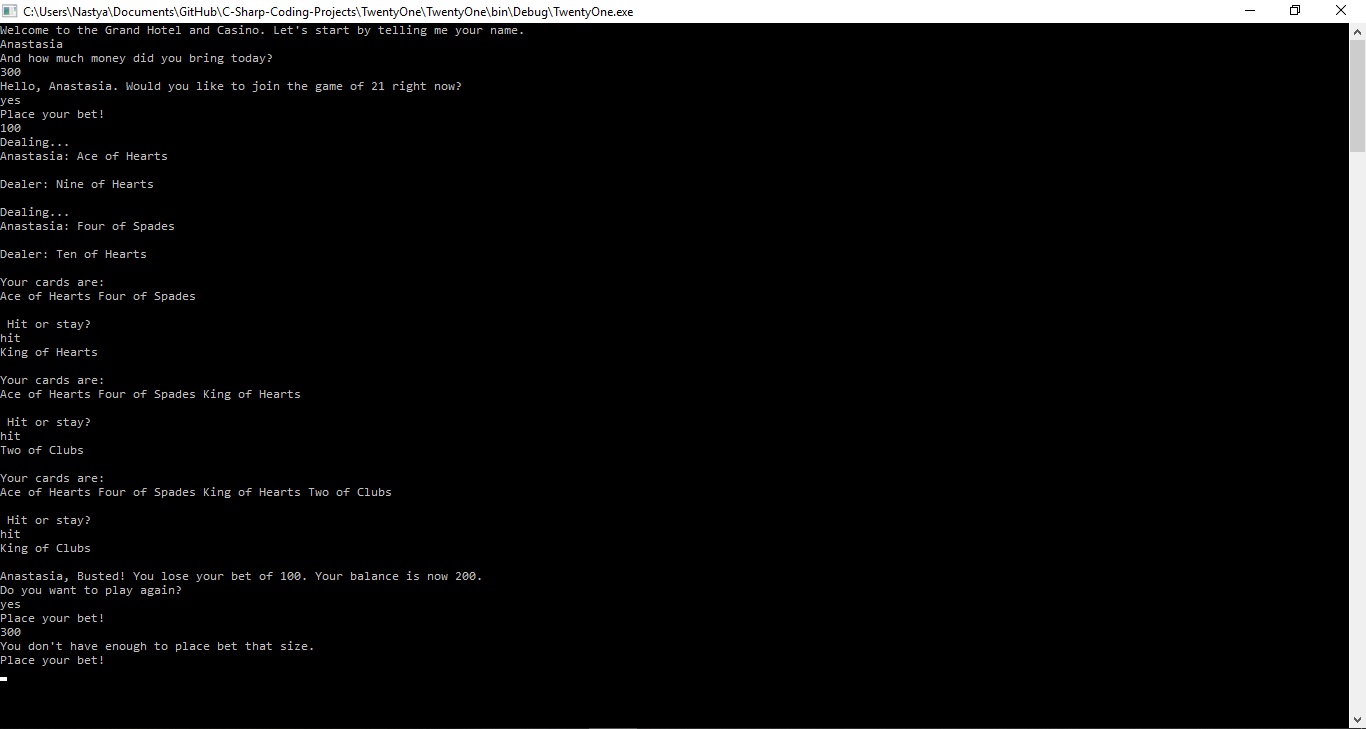 C:\Users\Nastya\Documents\GitHub\C-Sharp-Coding-Projects\TwentyOne\TwentyOne\bin\Debug\TwentyOne.exe
Welcome to the Grand Hotel and Casino. Let's start by telling me your name.
Anastasia
And how much money did you bring today?
300
Hello, Anastasia. Would you like to join the game of 21 right now?
yes
Place your bet!
100
Dealing...
Anastasia: Ace of Hearts
Dealer: Nine of Hearts
Dealing...
Anastasia: Four of Spades
Dealer: Ten of Hearts
Your cards are:
Ace of Hearts Four of Spades
Hit or stay?
hit
King of Hearts
Your cards are:
Ace of Hearts Four of Spades King of Hearts
Hit or stay?
hit
Two of Clubs
Your cards are:
Ace of Hearts Four of Spades King of Hearts Two of Clubs
Hit or stay?
hit
King of Clubs
Anastasia, Busted! You lose your bet of 100. Your balance is now 200.
Do you want to play again?
yes
Place your bet!
300
You don't have enough to place bet that size.
Place your bet!